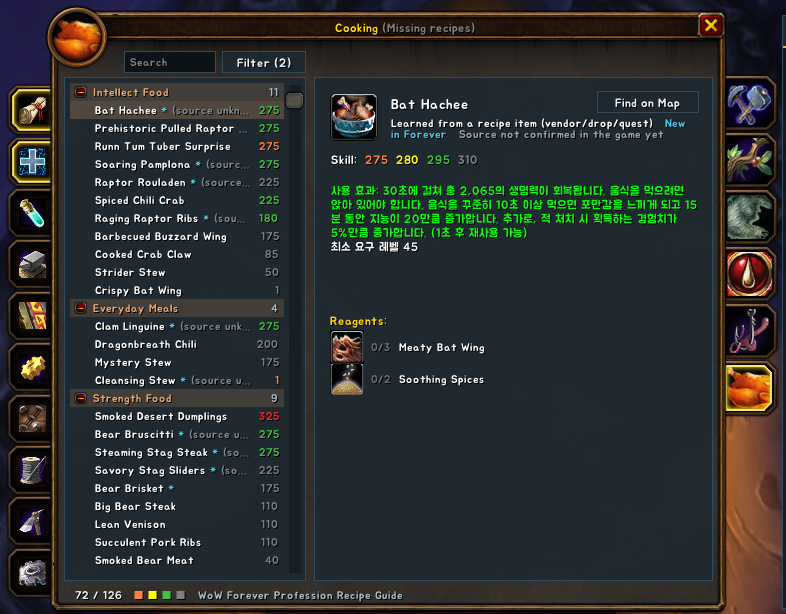 Cooking (Missing recipes)
Search
Filter (2)
Intellect Food 11
Bat Hachee * (source unkn... 275
Prehistoric Pulled Raptor ... 275
Runn Tum Tuber Surprise 275
Soaring Pamplona * (sourc... 275
Raptor Rouladen * (source... 225
Spiced Chili Crab 225
Raging Raptor Ribs * (sou... 180
Barbecued Buzzard Wing 175
Cooked Crab Claw 85
Strider Stew 50
Crispy Bat Wing 1
Everyday Meals 4
Clam Linguine * (source unk... 275
Dragonbreath Chili 200
Mystery Stew 175
Cleansing Stew * (source u... 1
Strength Food 9
Smoked Desert Dumplings 325
Bear Bruscitti * (source u... 275
Steaming Stag Steak * (so... 275
Savory Stag Sliders * (so... 225
Bear Brisket * 175
Big Bear Steak 110
Lean Venison 110
Succulent Pork Ribs 110
Smoked Bear Meat 40
Bat Hachee
Find on Map
Learned from a recipe item (vendor/drop/quest) New
in Forever Source not confirmed in the game yet
Skill: 275 280 295 310
사용 효과: 30초에 걸쳐 총 2,065의 생명력이 회복됩니다. 음식을 먹으려면
앉아 있어야 합니다. 음식을 꾸준히 10초 이상 먹으면 포만감을 느끼게 되고 15
분 동안 지능이 20만큼 증가합니다. 추가로, 적 처치 시 획득하는 경험치가
5%만큼 증가합니다. (1초 후 재사용 가능)
최소 요구 레벨 45
Reagents:
0/3 Meaty Bat Wing
0/2 Soothing Spices
72 / 126
WoW Forever Profession Recipe Guide